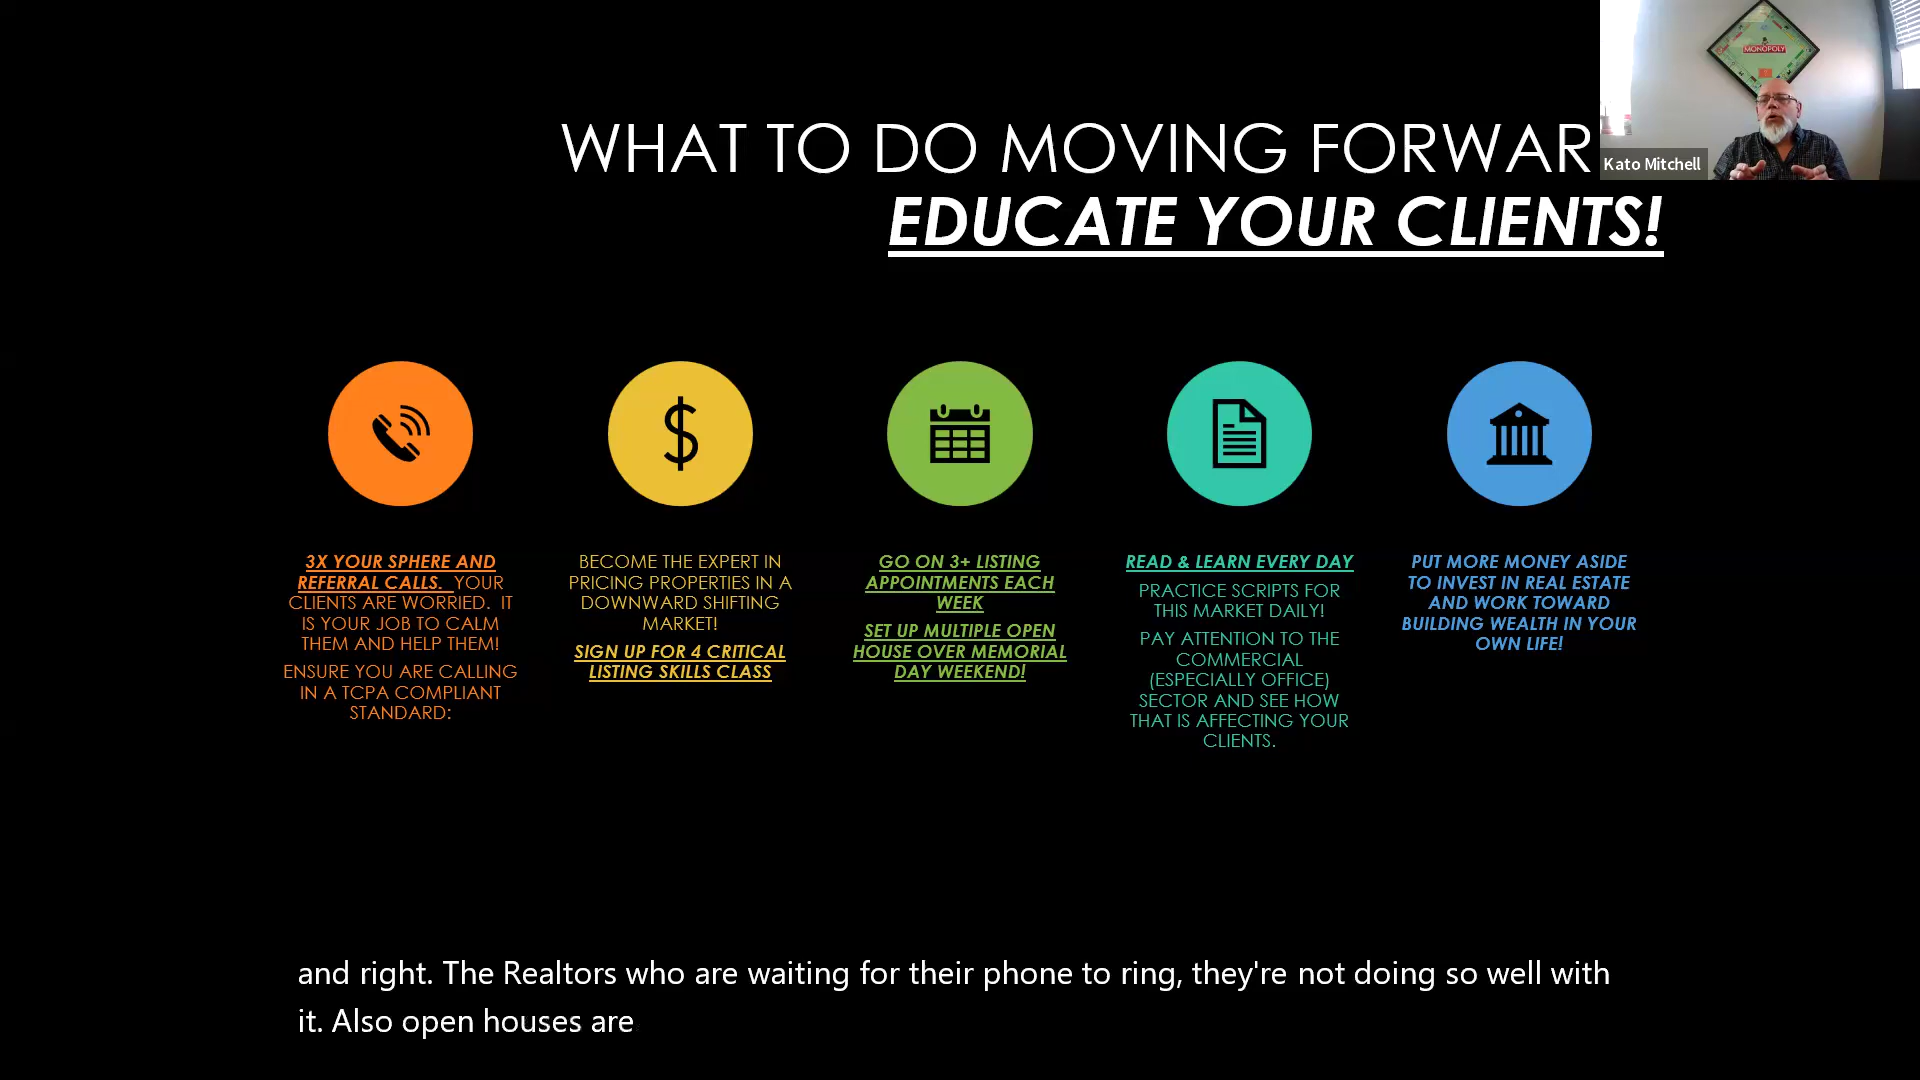 MONOPOLY
Kato Mitchell
WHAT TO DO MOVING FORWAR
EDUCATE YOUR CLIENTS!
3X YOUR SPHERE AND
REFERRAL CALLS. YOUR
CLIENTS ARE WORRIED. IT
IS YOUR JOB TO CALM
THEM AND HELP THEM!
ENSURE YOU ARE CALLING
IN A TCPA COMPLIANT
STANDARD:
BECOME THE EXPERT IN
PRICING PROPERTIES IN A
DOWNWARD SHIFTING
MARKET!
SIGN UP FOR 4 CRITICAL
LISTING SKILLS CLASS
GO ON 3+ LISTING
APPOINTMENTS EACH
WEEK
SET UP MULTIPLE OPEN
HOUSE OVER MEMORIAL
DAY WEEKEND!
READ & LEARN EVERY DAY
PRACTICE SCRIPTS FOR
THIS MARKET DAILY!
PAY ATTENTION TO THE
COMMERCIAL
(ESPECIALLY OFFICE)
SECTOR AND SEE HOW
THAT IS AFFECTING YOUR
CLIENTS.
PUT MORE MONEY ASIDE
TO INVEST IN REAL ESTATE
AND WORK TOWARD
BUILDING WEALTH IN YOUR
OWN LIFE!
and right. The Realtors who are waiting for their phone to ring, they're not doing so well with
it. Also open houses are